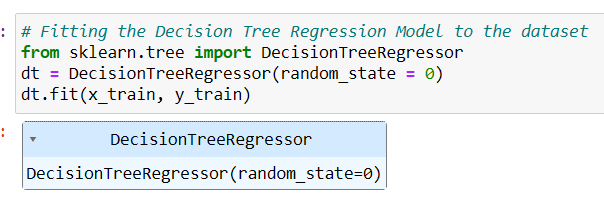 :
# Fitting the Decision Tree Regression Model to the dataset
from sklearn.tree import DecisionTreeRegressor
dt = DecisionTreeRegressor(random_state = 0)
dt.fit(x_train, y_train)
:
▾ DecisionTreeRegressor
DecisionTreeRegressor(random_state=0)